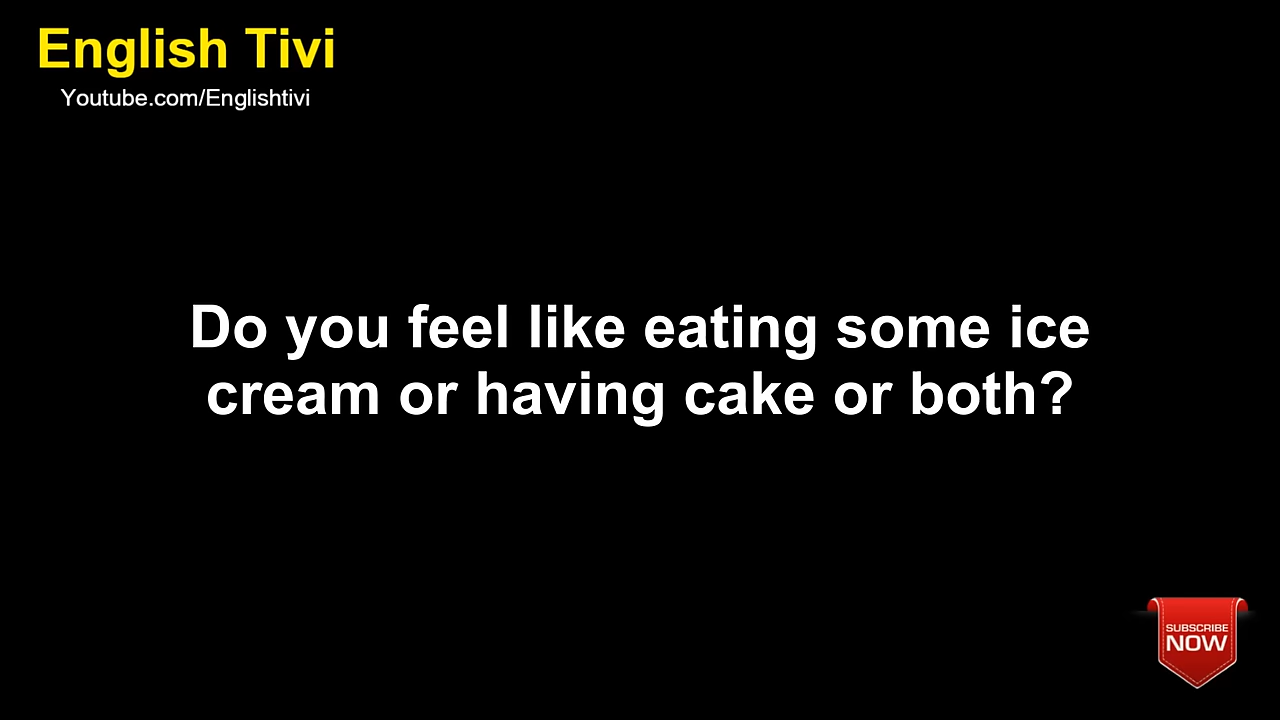 English Tivi
Youtube.com/Englishtivi
Do you feel like eating some ice
cream or having cake or both?
SUBSCRIBE
NOW